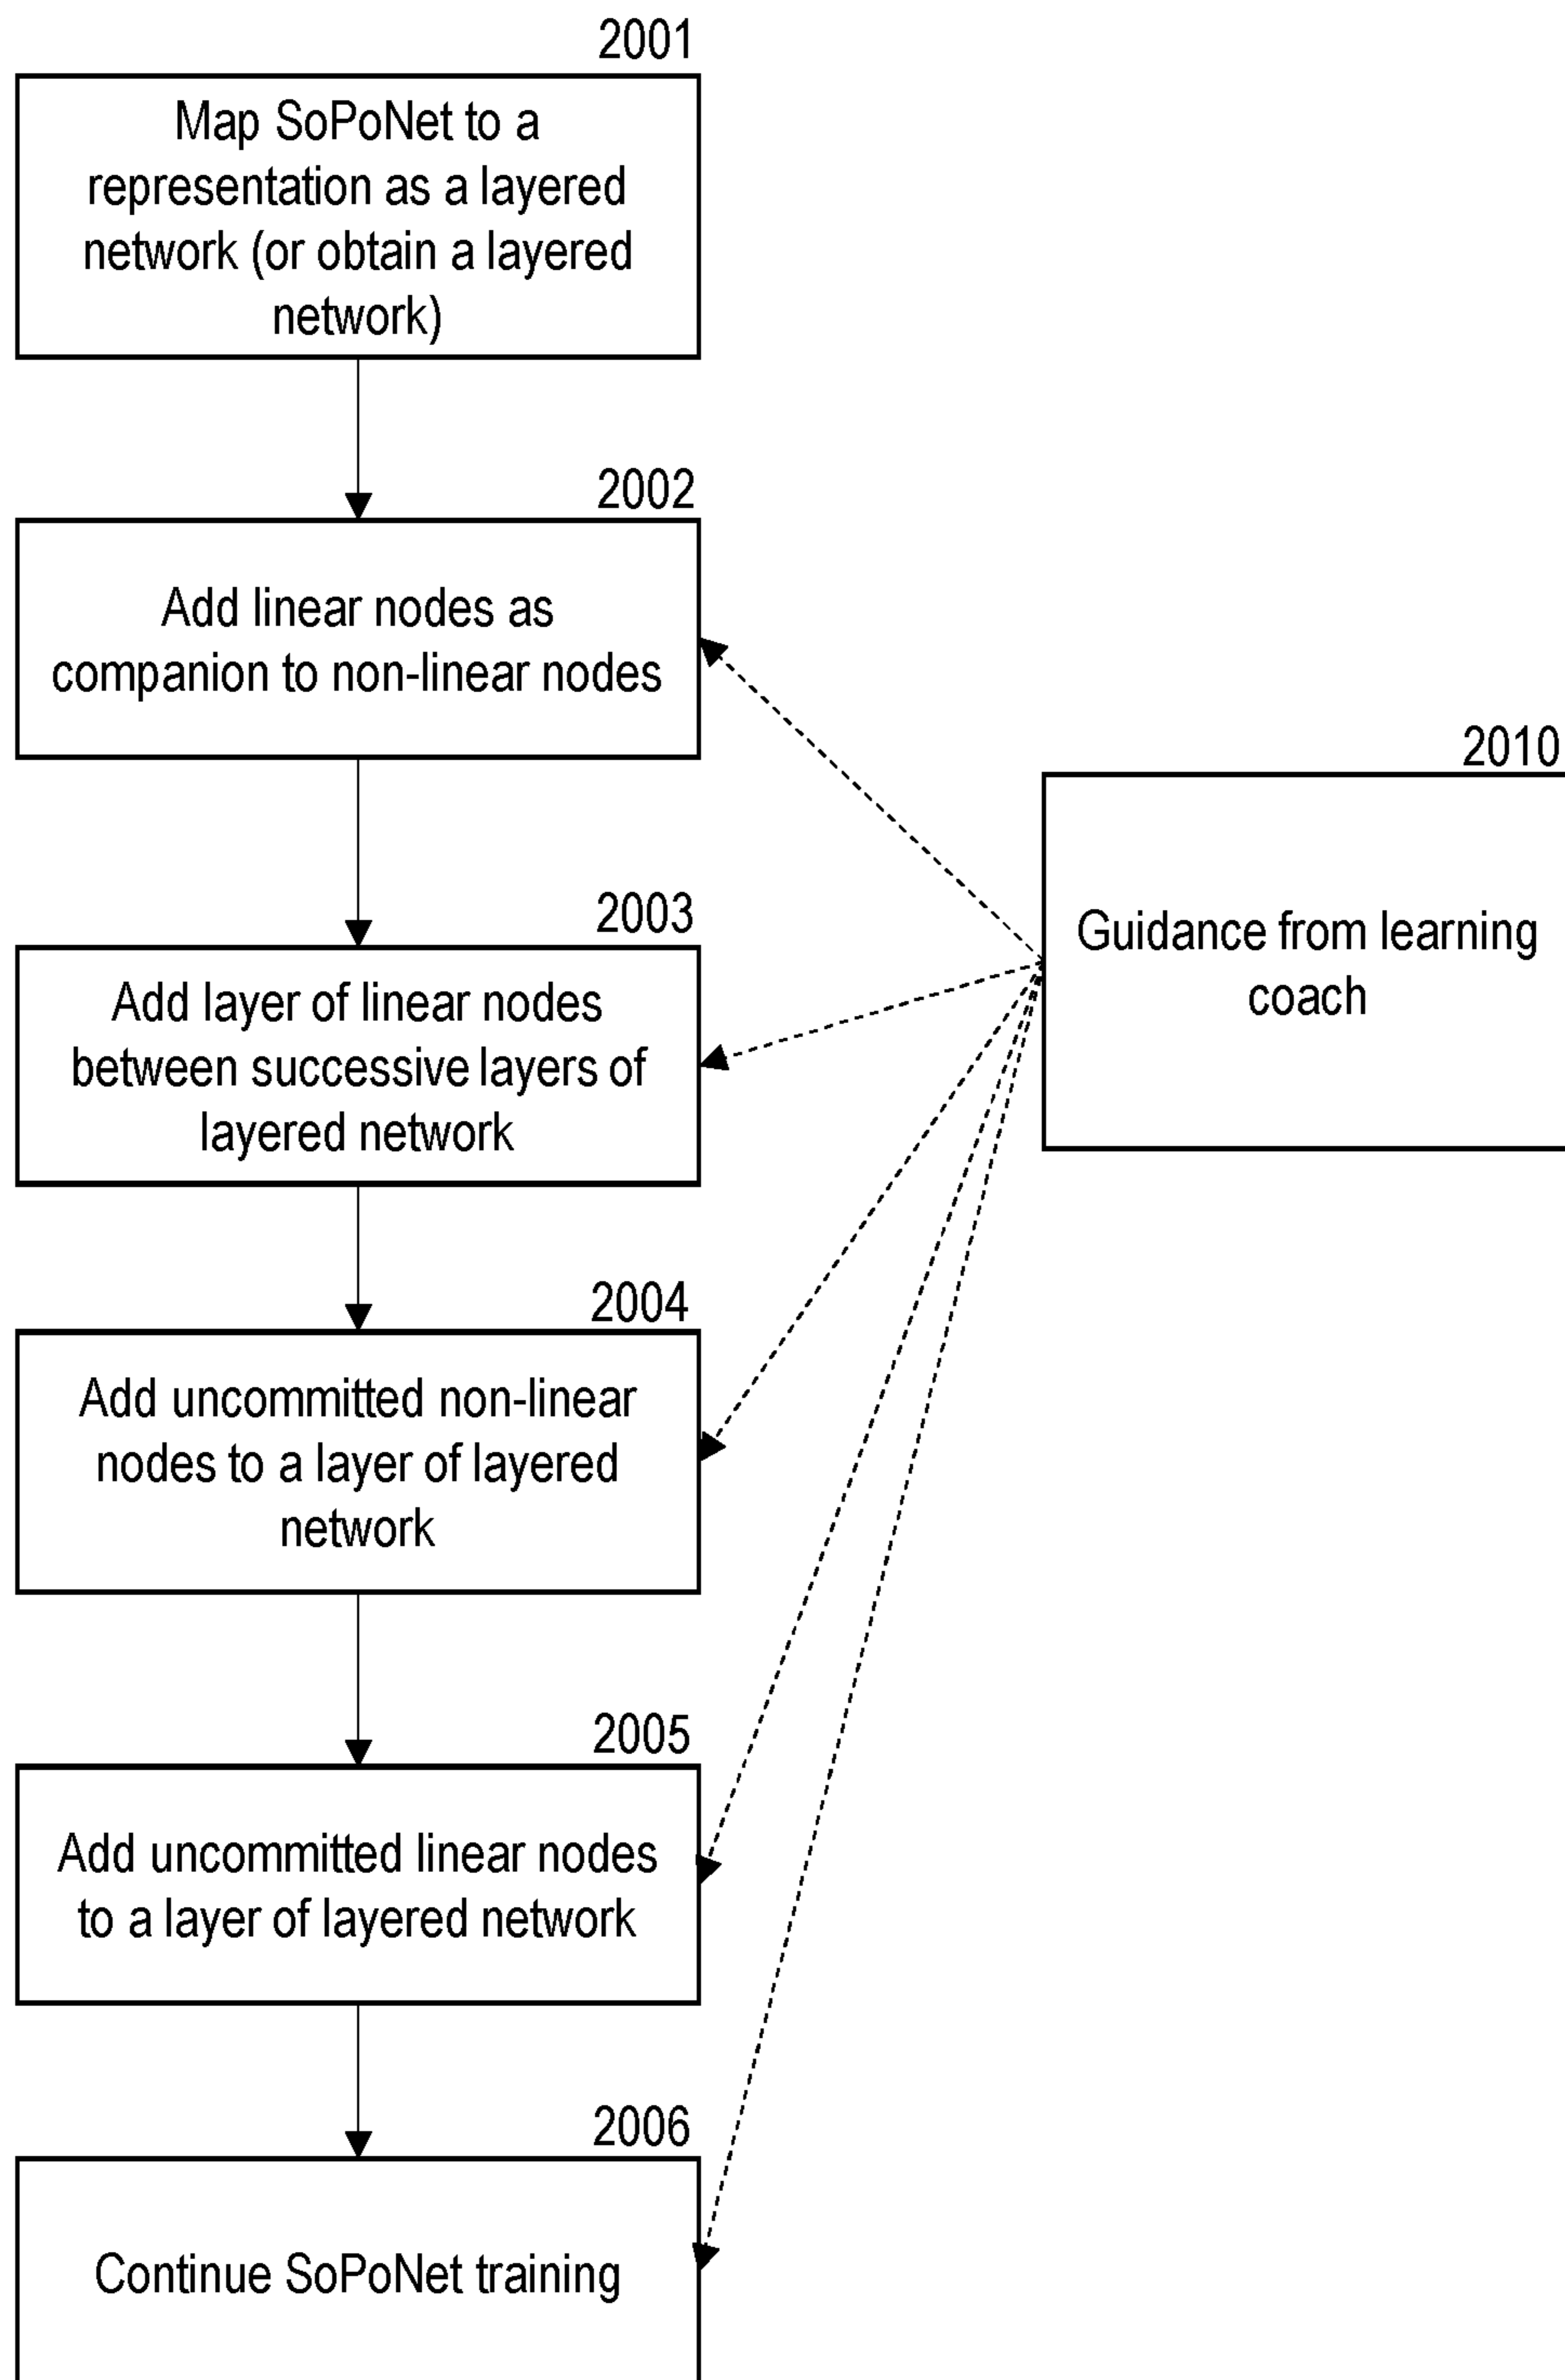 2001
Map SoPoNet to a
representation as a layered
network (or obtain a layered
network)
2002
Add linear nodes as
companion to non-linear nodes
2010
Guidance from learning
coach
2003
Add layer of linear nodes
between successive layers of
layered network
2004
Add uncommitted non-linear
nodes to a layer of layered
network
2005
Add uncommitted linear nodes
to a layer of layered network
2006
Continue SoPoNet training